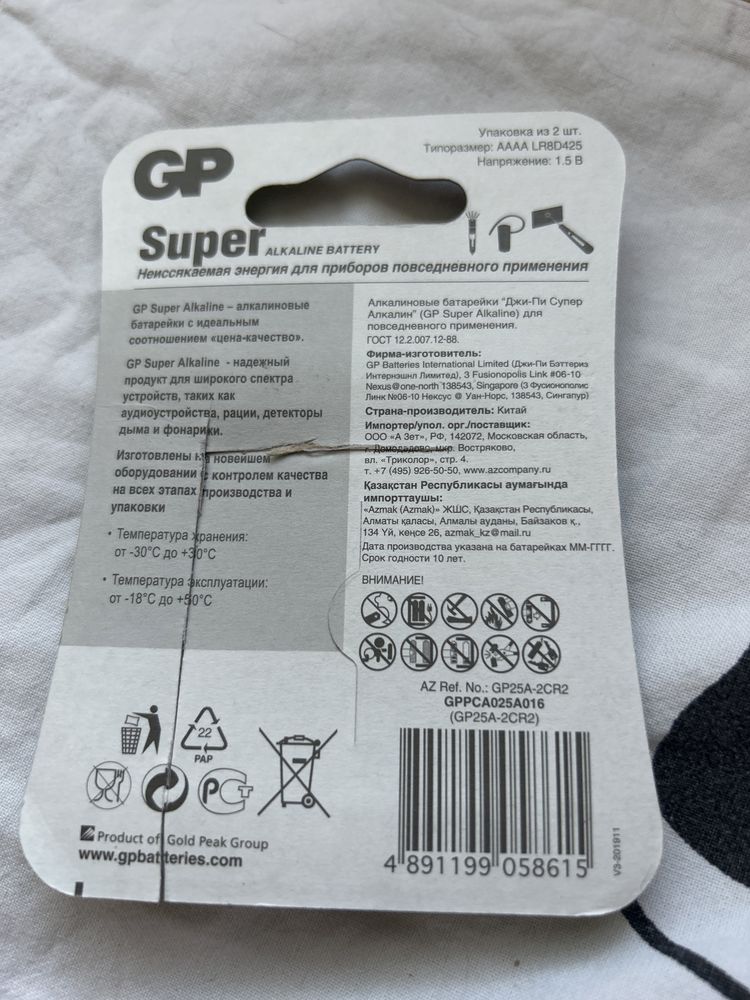 Упаковка из 2 шт.
Типоразмер: AAAA LR8D425
Напряжение: 1.5 В
GP
Super ALKALINE BATTERY
Неиссякаемая энергия для приборов повседневного применения
GP Super Alkaline – алкалиновые
батарейки с идеальным
соотношением «цена-качество».
GP Super Alkaline - надежный
продукт для широкого спектра
устройств, таких как
аудиоустройства, рации, детекторы
дыма и фонарики.
Изготовлены на новейшем
оборудовании с контролем качества
на всех этапах производства и
упаковки
• Температура хранения:
от -30°C до +30°C
• Температура эксплуатации:
от -18°C до +50°C
Алкалиновые батарейки "Джи-Пи Супер
Алкалин" (GP Super Alkaline) для
повседневного применения.
ГОСТ 12.2.007.12-88.
Фирма-изготовитель:
GP Batteries International Limited (Джи-Пи Бэттериз
Интернэшнл Лимитед), 3 Fusionopolis Link #06-10
Nexus@one-north 138543, Singapore (3 Фузионополис
Линк №06-10 Нексус @ Уан-Норс, 138543, Сингапур)
Страна-производитель: Китай
Импортер/упол. орг./поставщик:
ООО «А Зет», РФ, 142072, Московская область,
г. Домодедово, мкр. Востряково,
вл. «Триколор», стр. 4.
т. +7 (495) 926-50-50, www.azcompany.ru
Қазақстан Республикасы аумағында
импорттаушы:
«Azmak (Azmak)» ЖШС, Қазақстан Республикасы,
Алматы қаласы, Алмалы ауданы, Байзаков к.,
134 Үй, кеңсе 26, azmak_kz@mail.ru
Дата производства указана на батарейках ММ-ГГГГ.
Срок годности 10 лет.
ВНИМАНИЕ!
AZ Ref. No.: GP25A-2CR2
GPPCA025A016
(GP25A-2CR2)
22
PAP
РСТ
Product of Gold Peak Group
www.gpbatteries.com
4 891199 058615
V3-201911